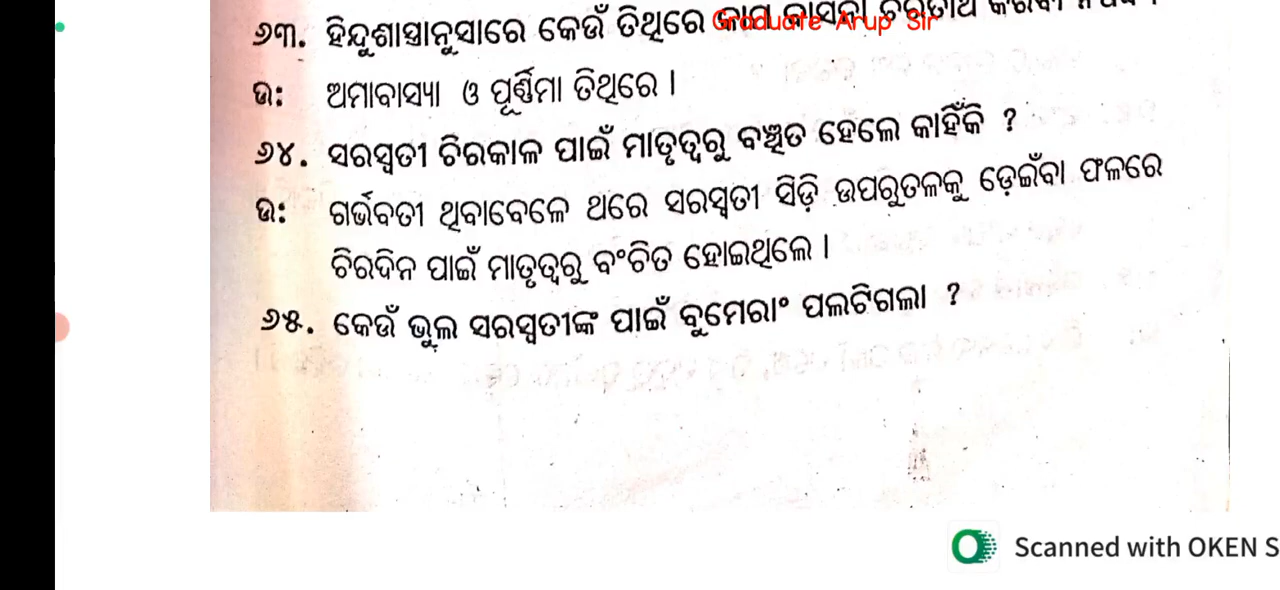 ୬୩. ହିନ୍ଦୁଶାସ୍ତ୍ରାନୁସାରେ କେଉଁ ତିଥିରେ
Graduate Arup Sir
ଉ: ଅମାବାସ୍ୟା ଓ ପୂର୍ଣ୍ଣିମା ତିଥିରେ ।
୬୪. ସରସ୍ୱତୀ ଚିରକାଳ ପାଇଁ ମାତୃତ୍ୱରୁ ବଞ୍ଚିତ ହେଲେ କାହିଁକି ?
ଉ: ଗର୍ଭବତୀ ଥିବାବେଳେ ଥରେ ସରସ୍ୱତୀ ସିଡ଼ି ଉପରୁତଳକୁ ଡ଼େଇଁବା ଫଳରେ
ଚିରଦିନ ପାଇଁ ମାତୃତ୍ୱରୁ ବଂଚିତ ହୋଇଥିଲେ ।
୬୫. କେଉଁ ଭୁଲ ସରସ୍ୱତୀଙ୍କ ପାଇଁ ବୁମେରାଂ ପଲଟିଗଲା ?
Scanned with OKEN S